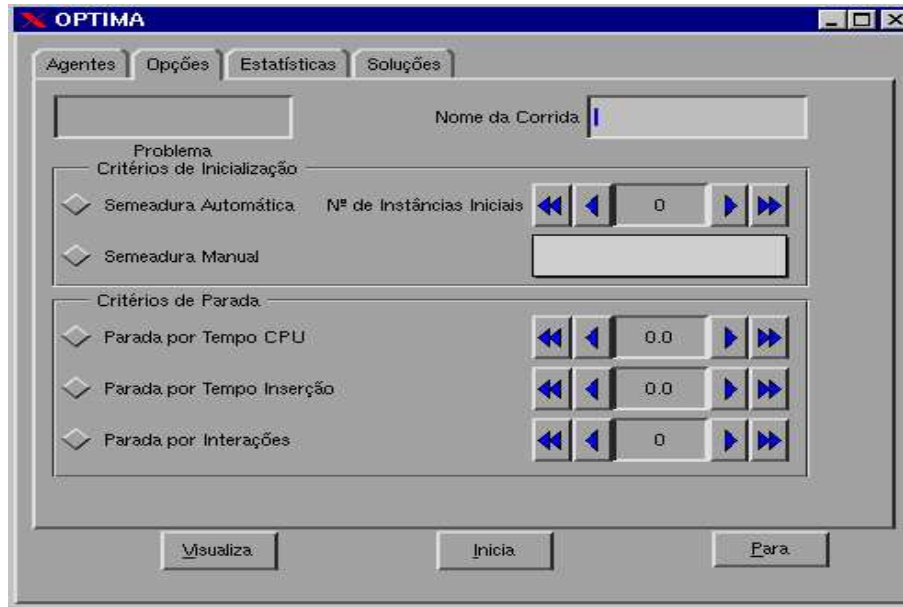 OPTIMA
Agentes Opções Estatísticas Soluções
Nome da Corrida
Problema
Critérios de Inicialização
Semeadura Automática Nº de Instâncias Iniciais 0
Semeadura Manual
Critérios de Parada
Parada por Tempo CPU 0.0
Parada por Tempo Inserção 0.0
Parada por Interações 0
Visualiza Inicia Para